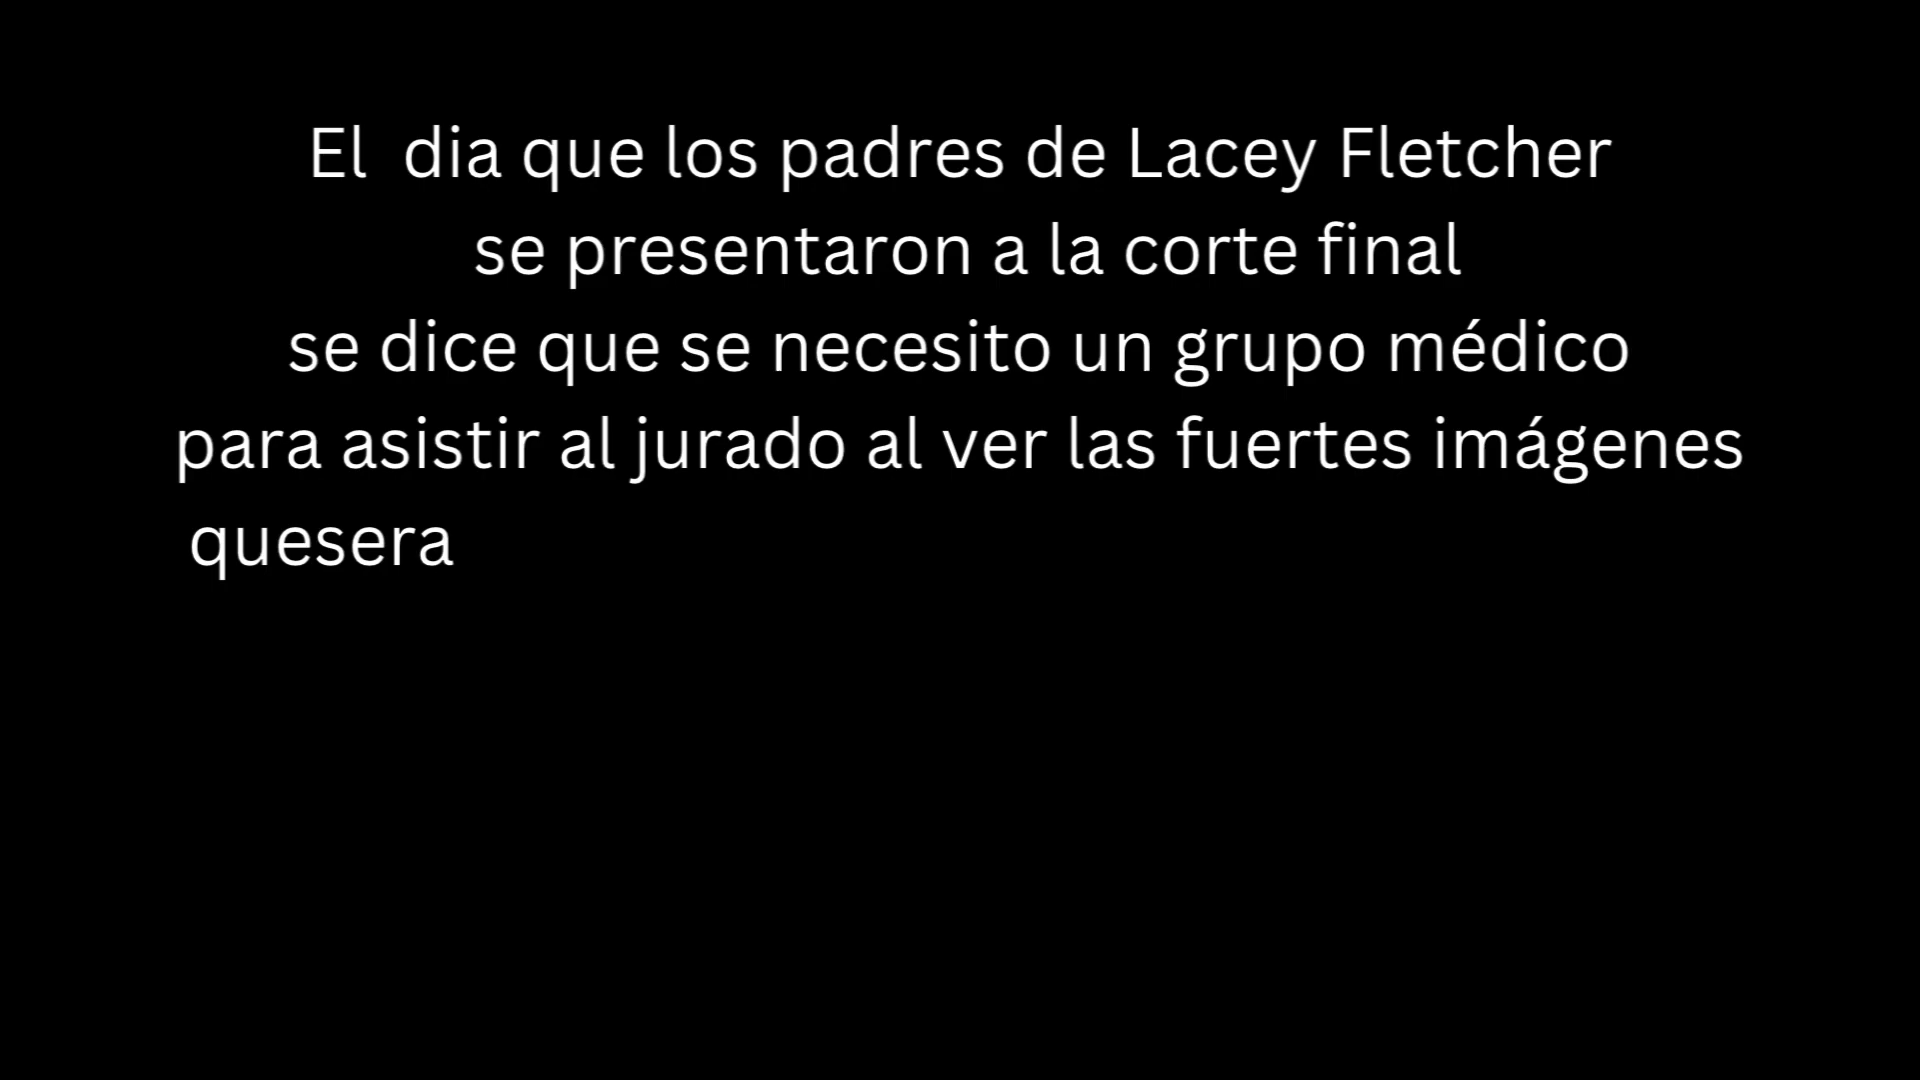 El  dia que los padres de Lacey Fletcher
se presentaron a la corte final
se dice que se necesito un grupo médico
para asistir al jurado al ver las fuertes imágenes
quesera